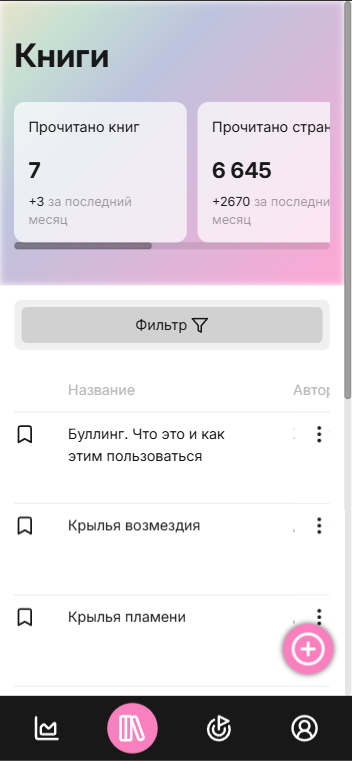 Книги
Прочитано книг
7
+3 за последний
месяц
Прочитано стран
6 645
+2670 за последни
месяц
Фильтр
Название
Автор
Буллинг. Что это и как
этим пользоваться
Крылья возмездия
Крылья пламени